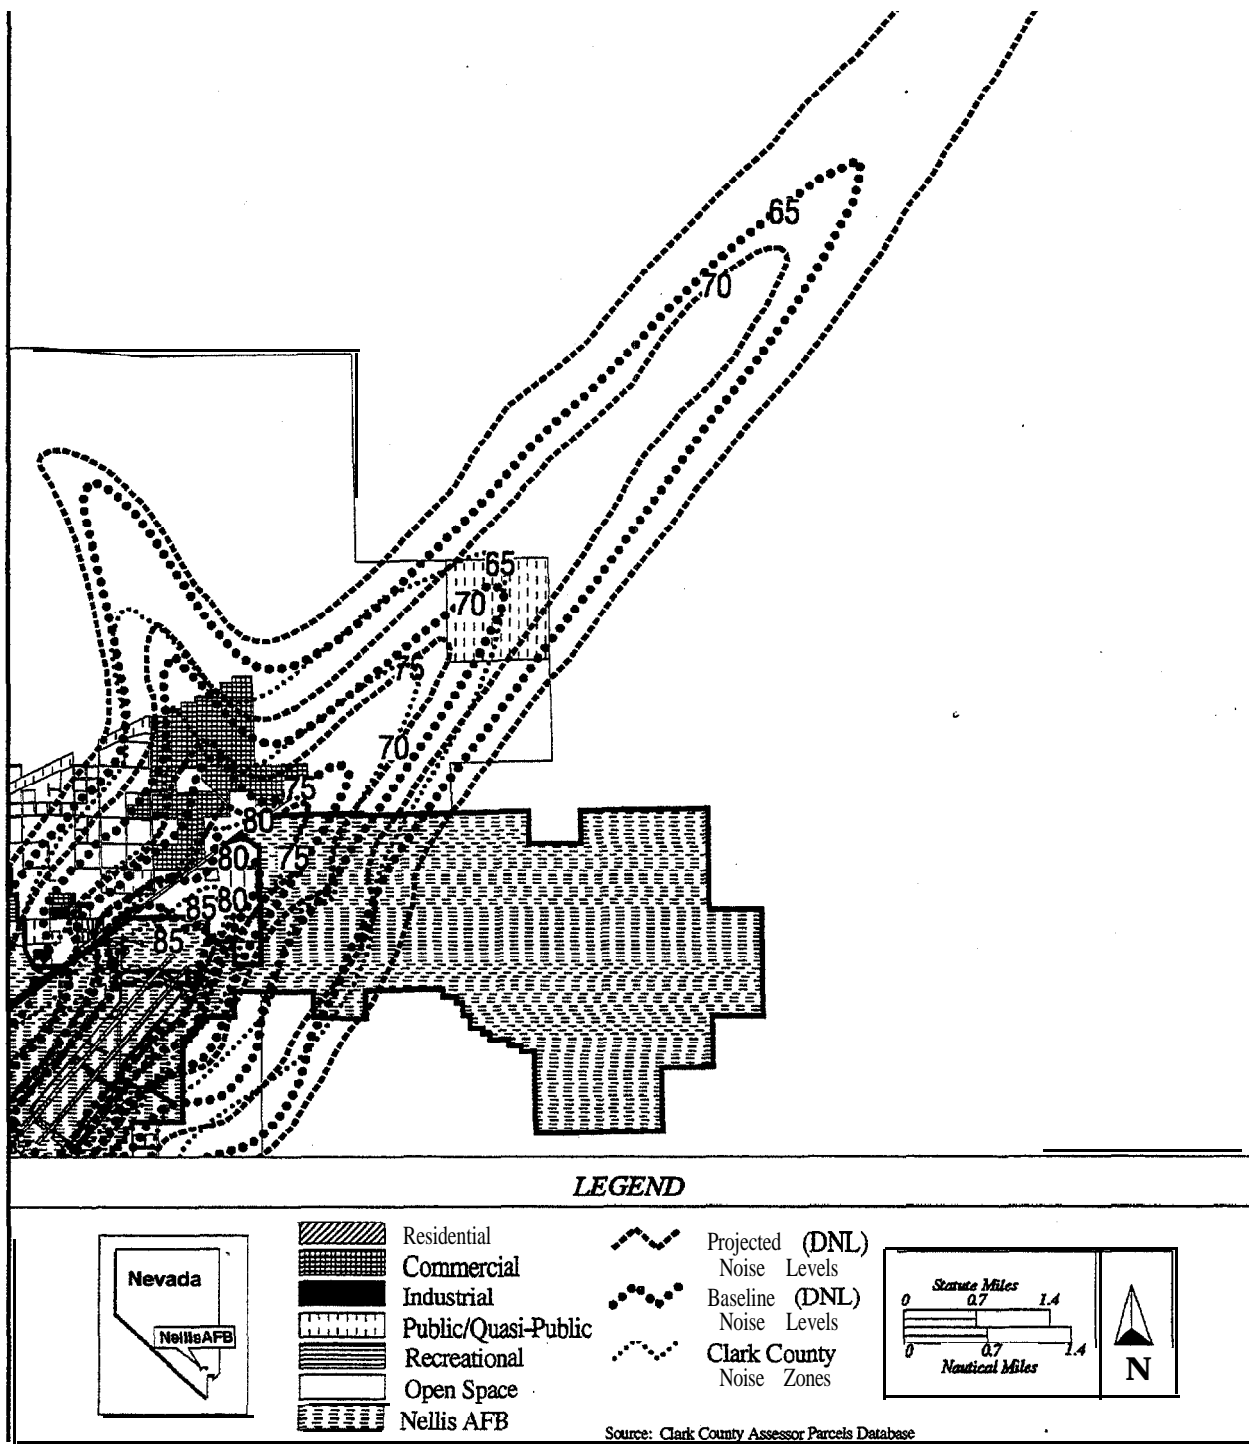 65
70
65
70
75
70
75
80
80
75
80
85
85
LEGEND
Nevada
Nellis AFB
Residential
Commercial
Industrial
Public/Quasi-Public
Recreational
Open Space
Nellis AFB
Projected (DNL)
Noise Levels
Baseline (DNL)
Noise Levels
Clark County
Noise Zones
Statute Miles
0 0.7 1.4
0 0.7 1.4
Nautical Miles
N
Source: Clark County Assessor Parcels Database